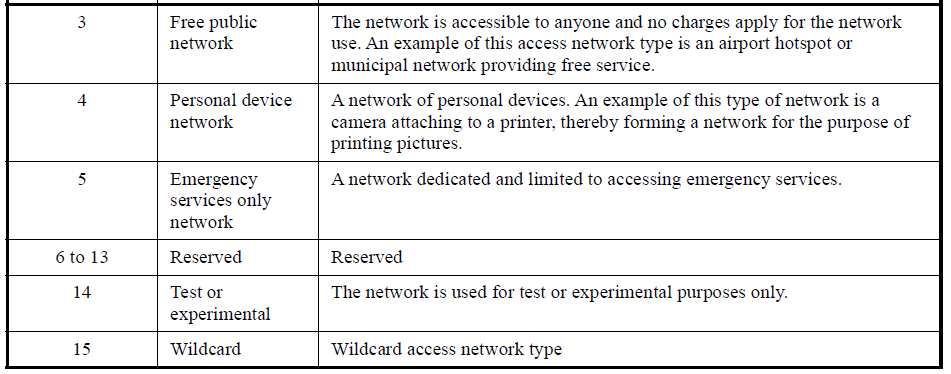 3 Free public The network is accessible to anyone and no charges apply for the network
network use. An example of this access network type is an airport hotspot or
municipal network providing free service.
4 Personal device A network of personal devices. An example of this type of network is a
network camera attaching to a printer, thereby forming a network for the purpose of
printing pictures.
5 Emergency A network dedicated and limited to accessing emergency services.
services only
network
6 to 13 Reserved Reserved
14 Test or The network is used for test or experimental purposes only.
experimental
15 Wildcard Wildcard access network type